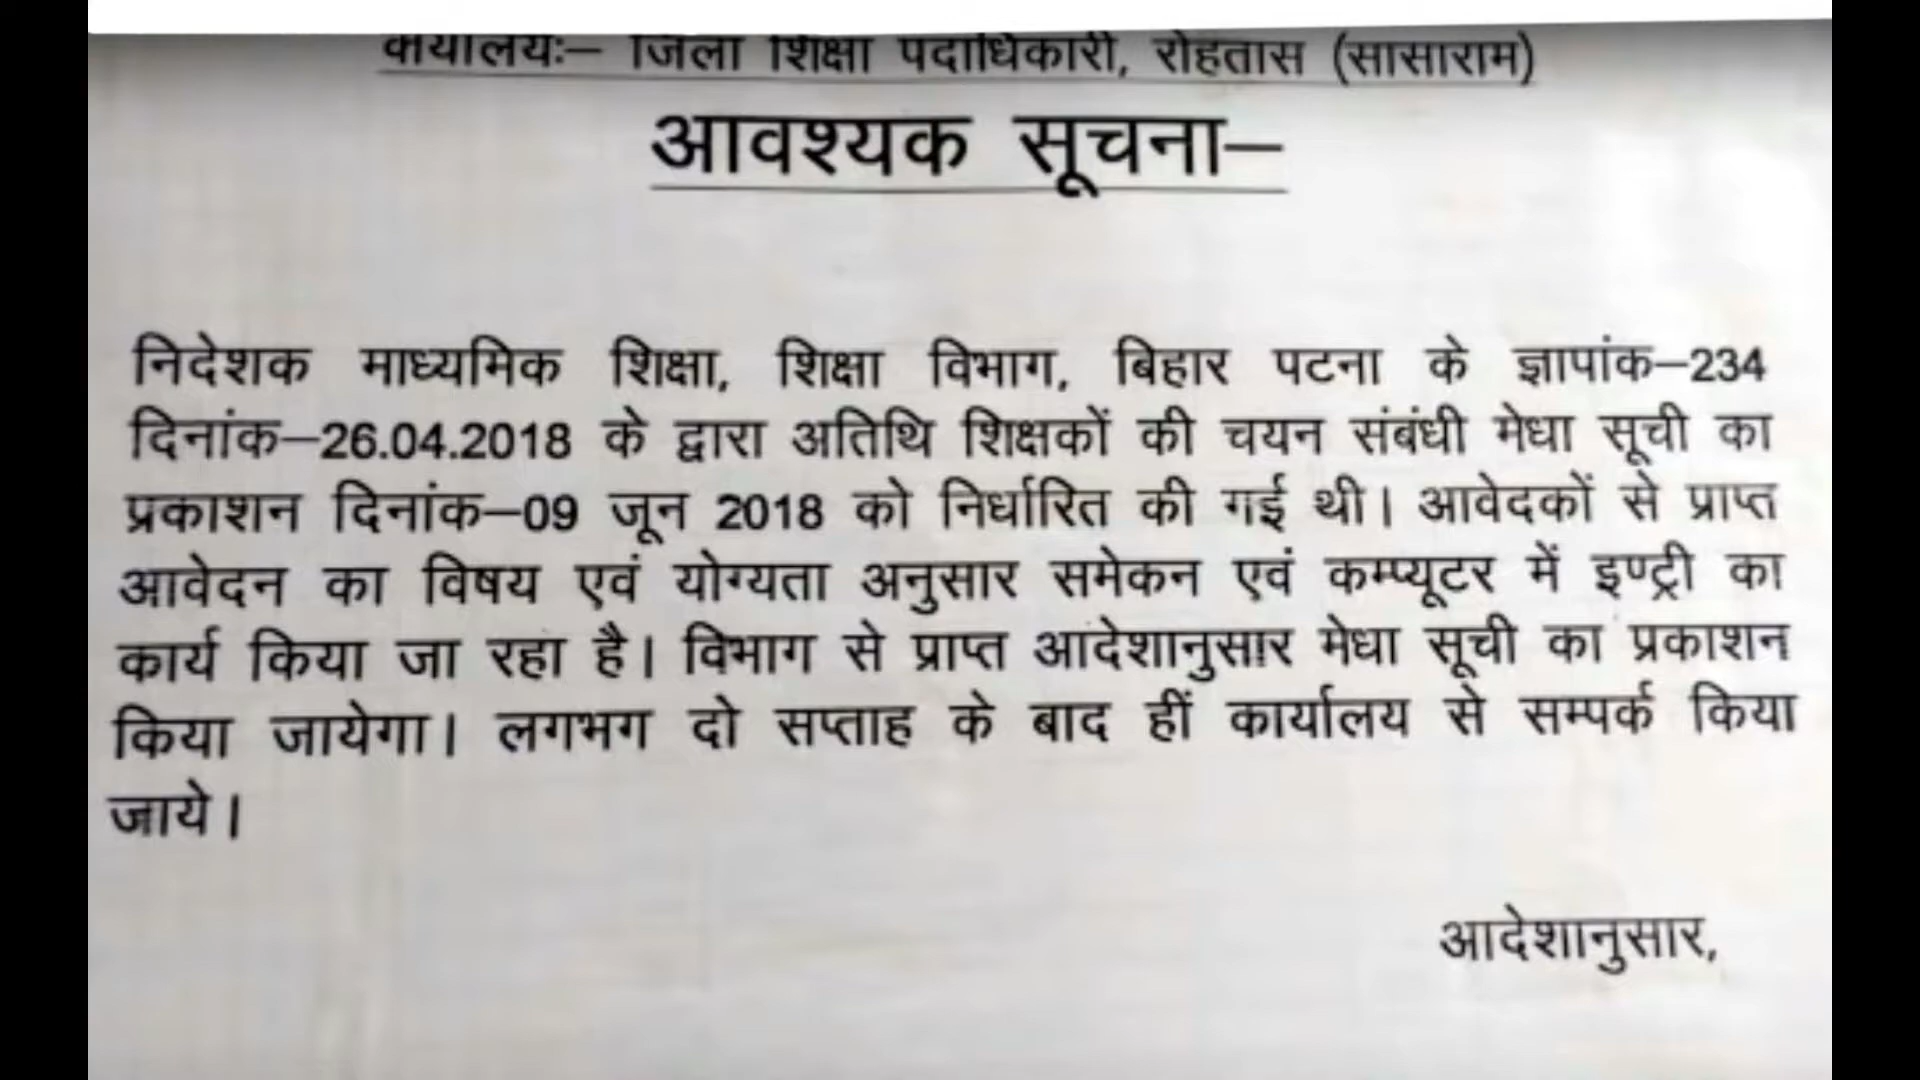 कार्यालयः– जिला शिक्षा पदाधिकारी, रोहतास (सासाराम)
आवश्यक सूचना–
निदेशक माध्यमिक शिक्षा, शिक्षा विभाग, बिहार पटना के ज्ञापांक–234
दिनांक–26.04.2018 के द्वारा अतिथि शिक्षकों की चयन संबंधी मेधा सूची का
प्रकाशन दिनांक–09 जून 2018 को निर्धारित की गई थी। आवेदकों से प्राप्त
आवेदन का विषय एवं योग्यता अनुसार समेकन एवं कम्प्यूटर में इण्ट्री का
कार्य किया जा रहा है। विभाग से प्राप्त आदेशानुसार मेधा सूची का प्रकाशन
किया जायेगा। लगभग दो सप्ताह के बाद हीं कार्यालय से सम्पर्क किया
जाये।
आदेशानुसार,